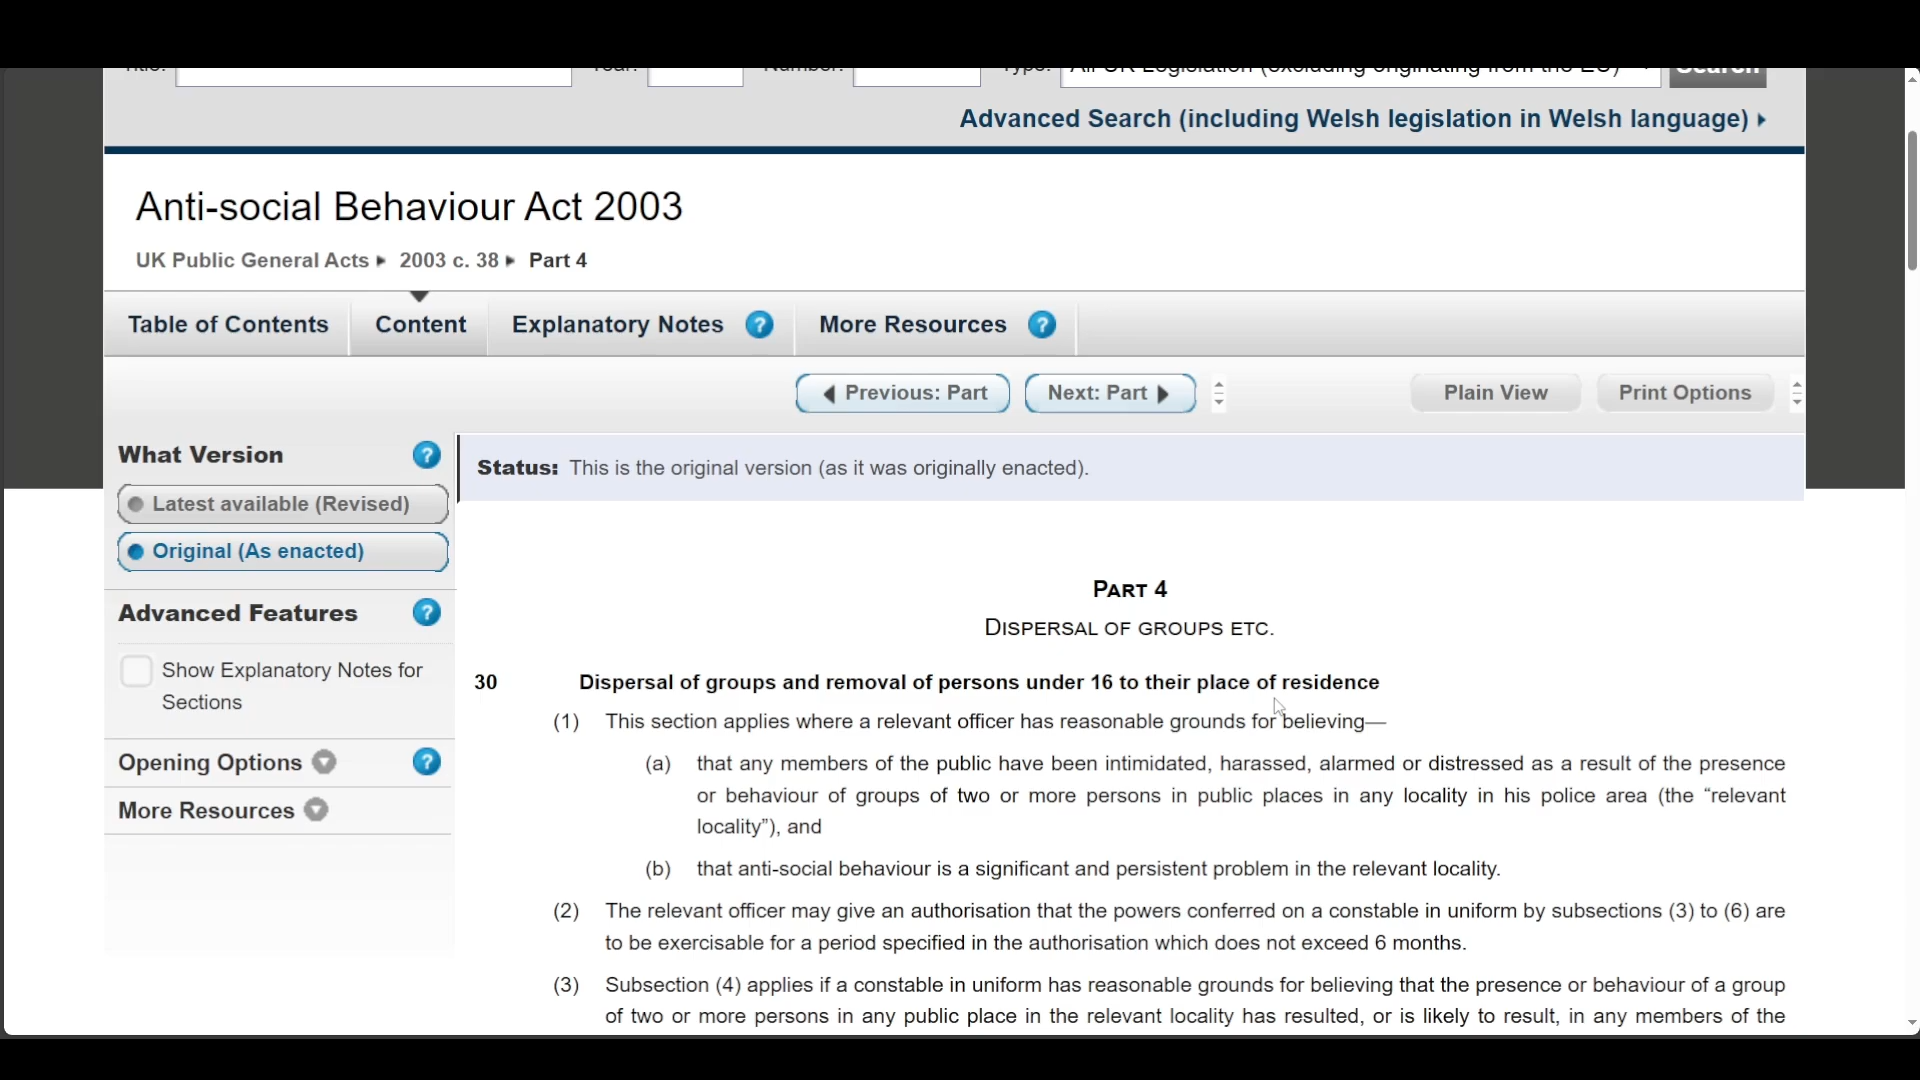 Advanced Search (including Welsh legislation in Welsh language)
Anti-social Behaviour Act 2003
UK Public General Acts 2003 c. 38 Part 4
Table of Contents Content Explanatory Notes ? More Resources ?
Previous: Part Next: Part Plain View Print Options
What Version ?
Status: This is the original version (as it was originally enacted).
Latest available (Revised)
Original (As enacted)
Advanced Features ?
Show Explanatory Notes for
Sections
Opening Options ?
More Resources
PART 4
DISPERSAL OF GROUPS ETC.
30 Dispersal of groups and removal of persons under 16 to their place of residence
(1) This section applies where a relevant officer has reasonable grounds for believing—
(a) that any members of the public have been intimidated, harassed, alarmed or distressed as a result of the presence
or behaviour of groups of two or more persons in public places in any locality in his police area (the “relevant
locality”), and
(b) that anti-social behaviour is a significant and persistent problem in the relevant locality.
(2) The relevant officer may give an authorisation that the powers conferred on a constable in uniform by subsections (3) to (6) are
to be exercisable for a period specified in the authorisation which does not exceed 6 months.
(3) Subsection (4) applies if a constable in uniform has reasonable grounds for believing that the presence or behaviour of a group
of two or more persons in any public place in the relevant locality has resulted, or is likely to result, in any members of the